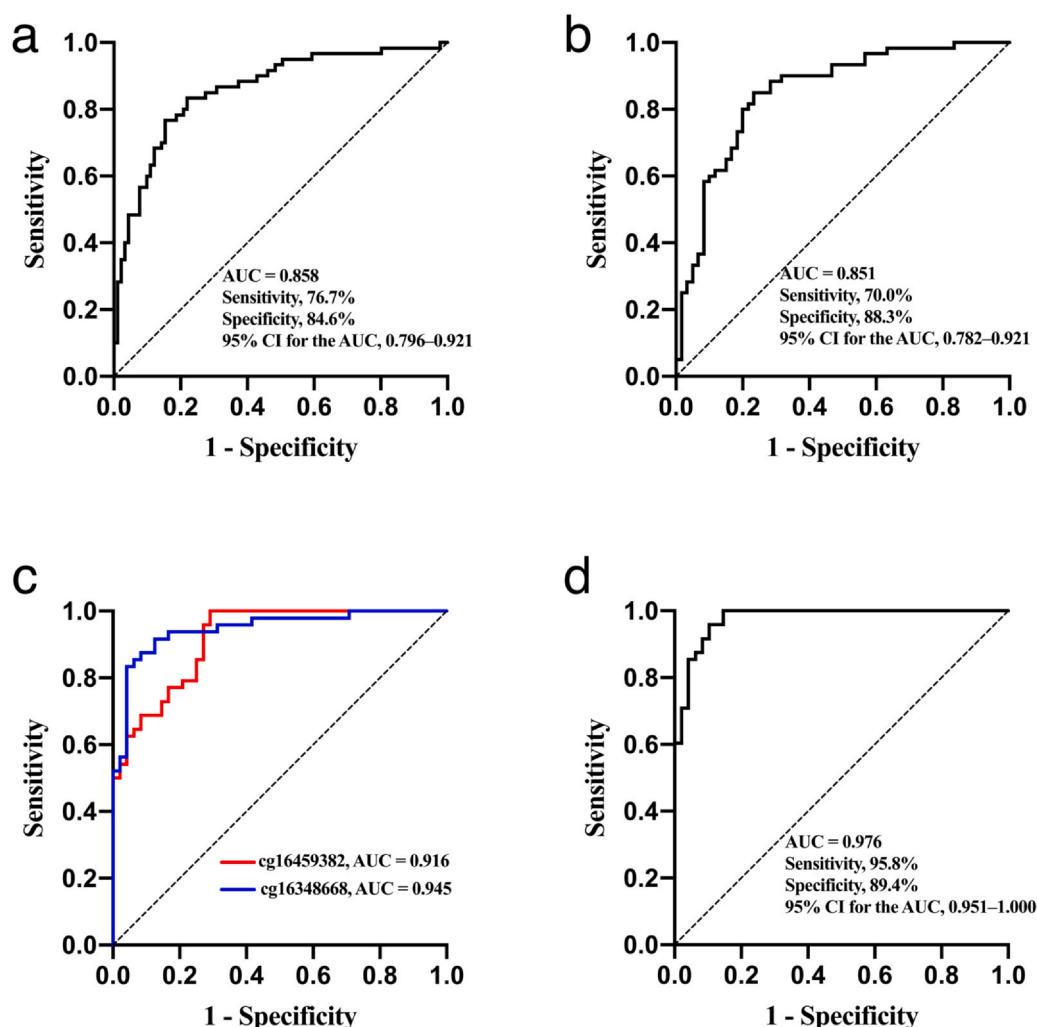 a
1.0
0.8
0.6
0.4
0.2
0.0
Sensitivity
AUC = 0.858
Sensitivity, 76.7%
Specificity, 84.6%
95% CI for the AUC, 0.796–0.921
0.0 0.2 0.4 0.6 0.8 1.0
1 - Specificity
b
1.0
0.8
0.6
0.4
0.2
0.0
Sensitivity
AUC = 0.851
Sensitivity, 70.0%
Specificity, 88.3%
95% CI for the AUC, 0.782–0.921
0.0 0.2 0.4 0.6 0.8 1.0
1 - Specificity
c
1.0
0.8
0.6
0.4
0.2
0.0
Sensitivity
cg16459382, AUC = 0.916
cg16348668, AUC = 0.945
0.0 0.2 0.4 0.6 0.8 1.0
1 - Specificity
d
1.0
0.8
0.6
0.4
0.2
0.0
Sensitivity
AUC = 0.976
Sensitivity, 95.8%
Specificity, 89.4%
95% CI for the AUC, 0.951–1.000
0.0 0.2 0.4 0.6 0.8 1.0
1 - Specificity